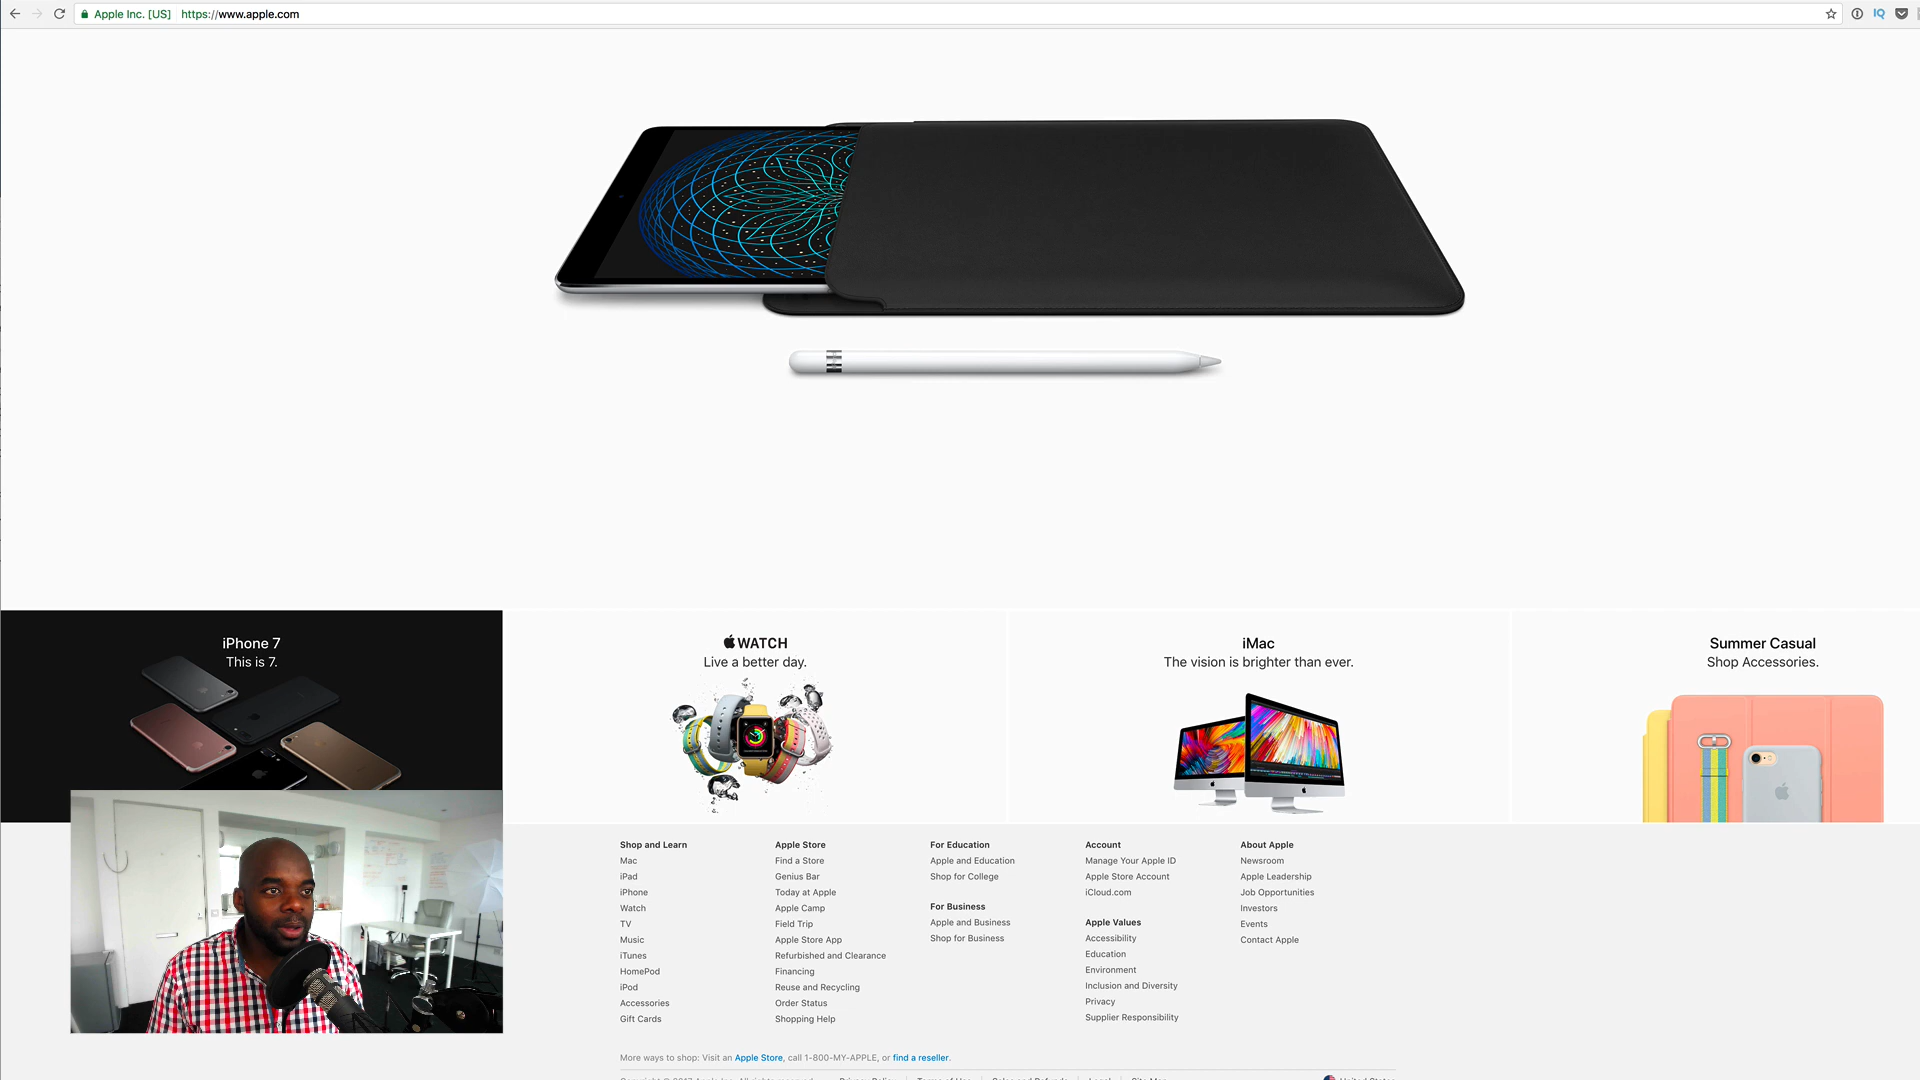 Apple Inc. [US] https://www.apple.com
IQ
iPhone 7
This is 7.
WATCH
Live a better day.
iMac
The vision is brighter than ever.
Summer Casual
Shop Accessories.
Shop and Learn
Mac
iPad
iPhone
Watch
TV
Music
iTunes
HomePod
iPod
Accessories
Gift Cards
Apple Store
Find a Store
Genius Bar
Today at Apple
Apple Camp
Field Trip
Apple Store App
Refurbished and Clearance
Financing
Reuse and Recycling
Order Status
Shopping Help
For Education
Apple and Education
Shop for College
For Business
Apple and Business
Shop for Business
Account
Manage Your Apple ID
Apple Store Account
iCloud.com
Apple Values
Accessibility
Education
Environment
Inclusion and Diversity
Privacy
Supplier Responsibility
About Apple
Newsroom
Apple Leadership
Job Opportunities
Investors
Events
Contact Apple
More ways to shop: Visit an Apple Store, call 1-800-MY-APPLE, or find a reseller.